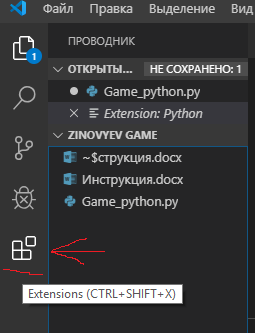 Файл Правка Выделение Вид
ПРОВОДНИК
1
ОТКРЫТЫ... НЕ СОХРАНЕНО: 1
Game_python.py
Extension: Python
ZINOVYEV GAME
~$струкция.docx
Инструкция.docx
Game_python.py
Extensions (CTRL+SHIFT+X)